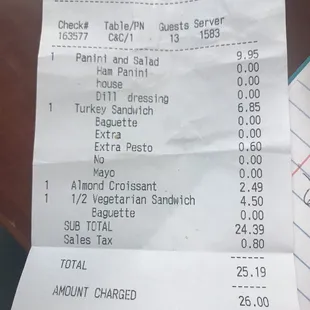 Check# Table/PN Guests Server
163577 C&C/1 13 1583
1 Panini and Salad 9.95
Ham Panini 0.00
house 0.00
Dill dressing 0.00
1 Turkey Sandwich 6.85
Baguette 0.00
Extra 0.00
Extra Pesto 0.60
No 0.00
Mayo 0.00
1 Almond Croissant 2.49
1 1/2 Vegetarian Sandwich 4.50
Baguette 0.00
SUB TOTAL 24.39
Sales Tax 0.80
TOTAL 25.19
AMOUNT CHARGED 26.00